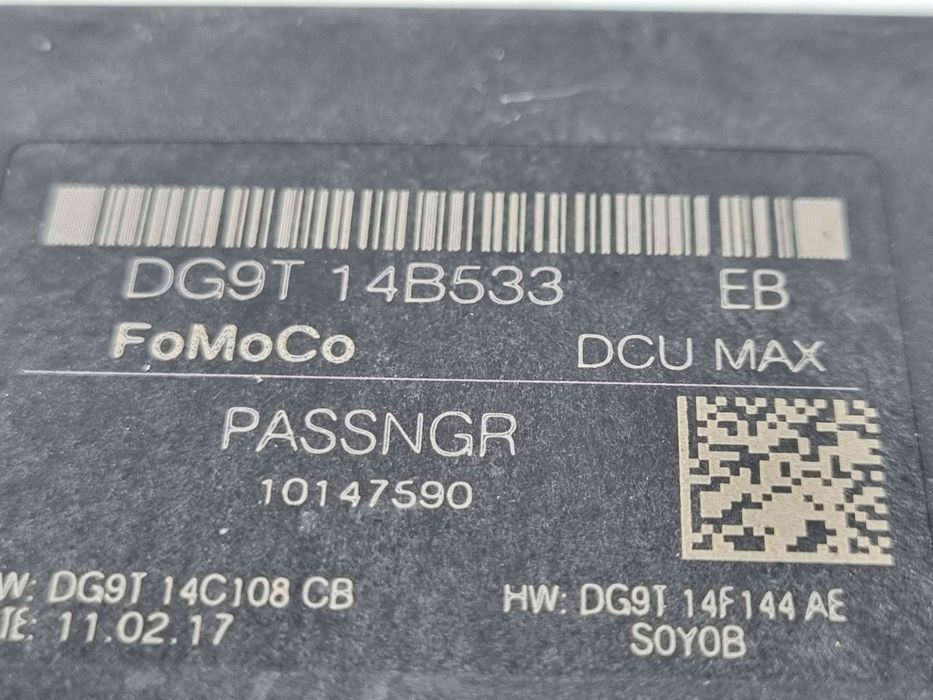 DG9T 14B533 EB
FoMoCo DCU MAX
PASSNGR
10147590
W: DG9T 14C108 CB HW: DG9T 14F144 AE
TE: 11.02.17 S0Y0B